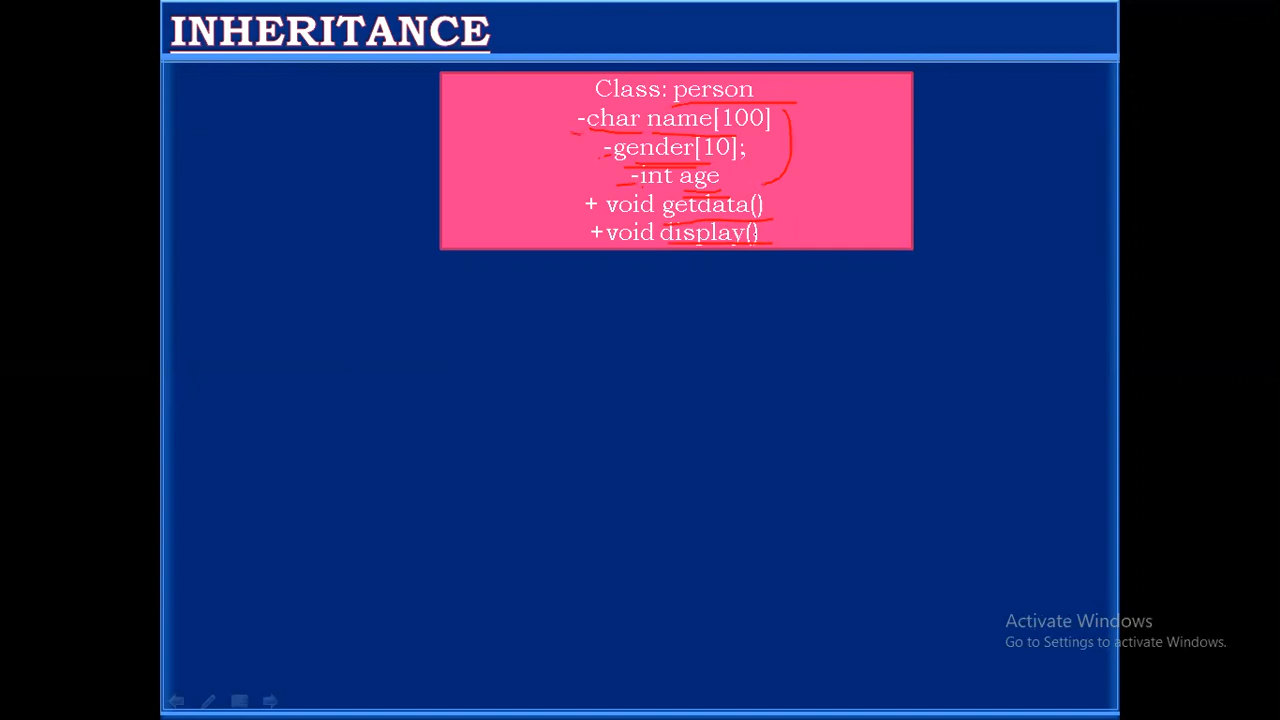 INHERITANCE
Class: person
-char name[100]
-gender[10];
-int age
+ void getdata()
+void display()
Activate Windows
Go to Settings to activate Windows.